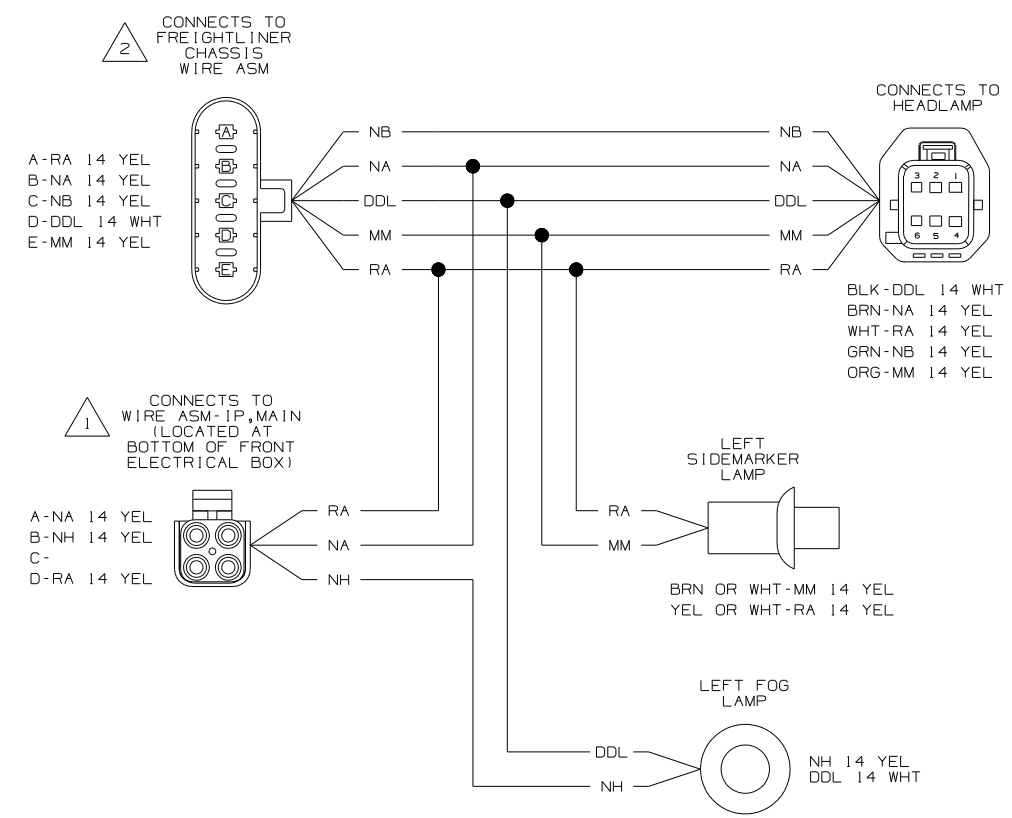 CONNECTS TO
FREIGHTLINER
CHASSIS
WIRE ASM
2
CONNECTS TO
HEADLAMP
A
B
C
D
E
A-RA 14 YEL
B-NA 14 YEL
C-NB 14 YEL
D-DDL 14 WHT
E-MM 14 YEL
NB
NB
NA
NA
DDL
DDL
MM
MM
RA
RA
3 2 1
6 5 4
BLK-DDL 14 WHT
BRN-NA 14 YEL
WHT-RA 14 YEL
GRN-NB 14 YEL
ORG-MM 14 YEL
1
CONNECTS TO
WIRE ASM-IP,MAIN
(LOCATED AT
BOTTOM OF FRONT
ELECTRICAL BOX)
A-NA 14 YEL
B-NH 14 YEL
C-
D-RA 14 YEL
RA
NA
NH
LEFT
SIDEMARKER
LAMP
RA
MM
BRN OR WHT-MM 14 YEL
YEL OR WHT-RA 14 YEL
LEFT FOG
LAMP
DDL
NH
NH 14 YEL
DDL 14 WHT